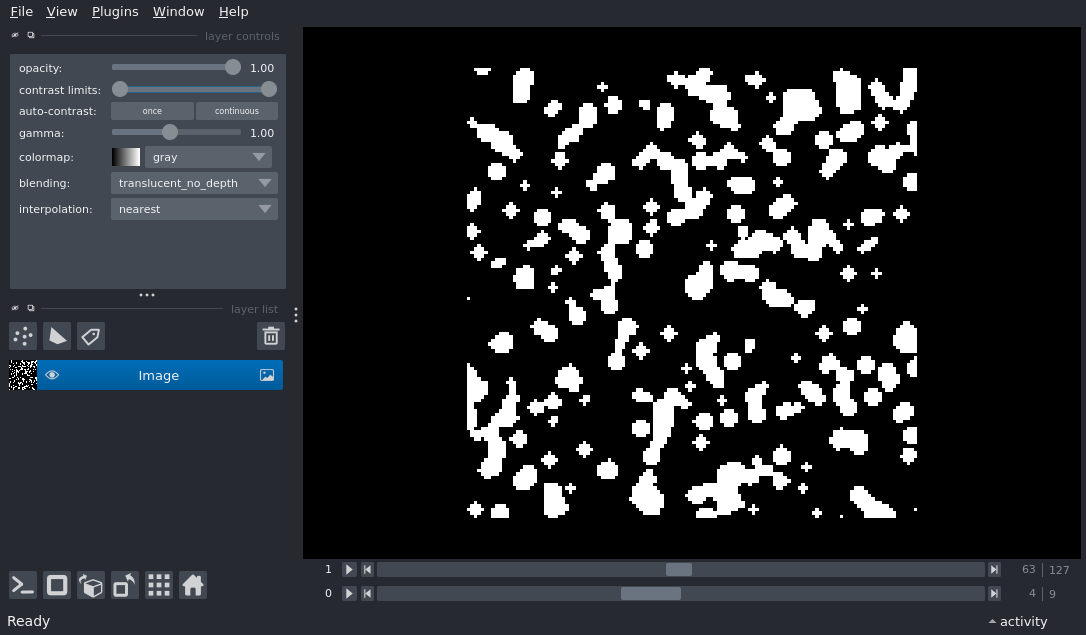 File View Plugins Window Help
layer controls
opacity: 1.00
contrast limits:
auto-contrast: once continuous
gamma: 1.00
colormap: gray
blending: translucent_no_depth
interpolation: nearest
layer list
Image
1 63 127
0 4 9
Ready activity